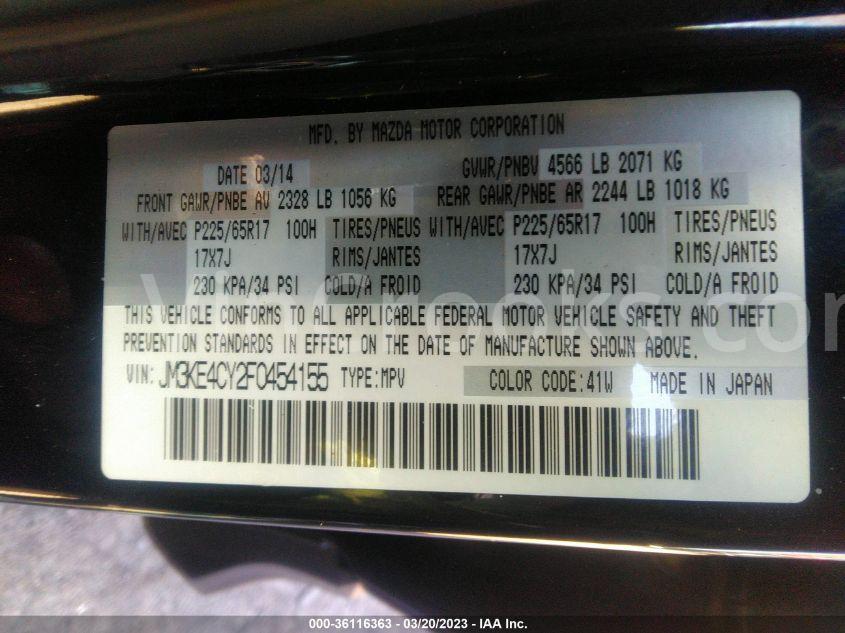 MFD. BY MAZDA MOTOR CORPORATION
DATE 03/14 GVWR/PNBV 4566 LB 2071 KG
FRONT GAWR/PNBE AV 2328 LB 1056 KG REAR GAWR/PNBE AR 2244 LB 1018 KG
WITH/AVEC P225/65R17 100H TIRES/PNEUS WITH/AVEC P225/65R17 100H TIRES/PNEUS
17X7J RIMS/JANTES 17X7J RIMS/JANTES
230 KPA/34 PSI COLD/A FROID 230 KPA/34 PSI COLD/A FROID
THIS VEHICLE CONFORMS TO ALL APPLICABLE FEDERAL MOTOR VEHICLE SAFETY AND THEFT
PREVENTION STANDARDS IN EFFECT ON THE DATE OF MANUFACTURE SHOWN ABOVE.
VIN: JM3KE4CY2F0454155 TYPE:MPV COLOR CODE:41W MADE IN JAPAN
000-36116363 - 03/20/2023 - IAA Inc.